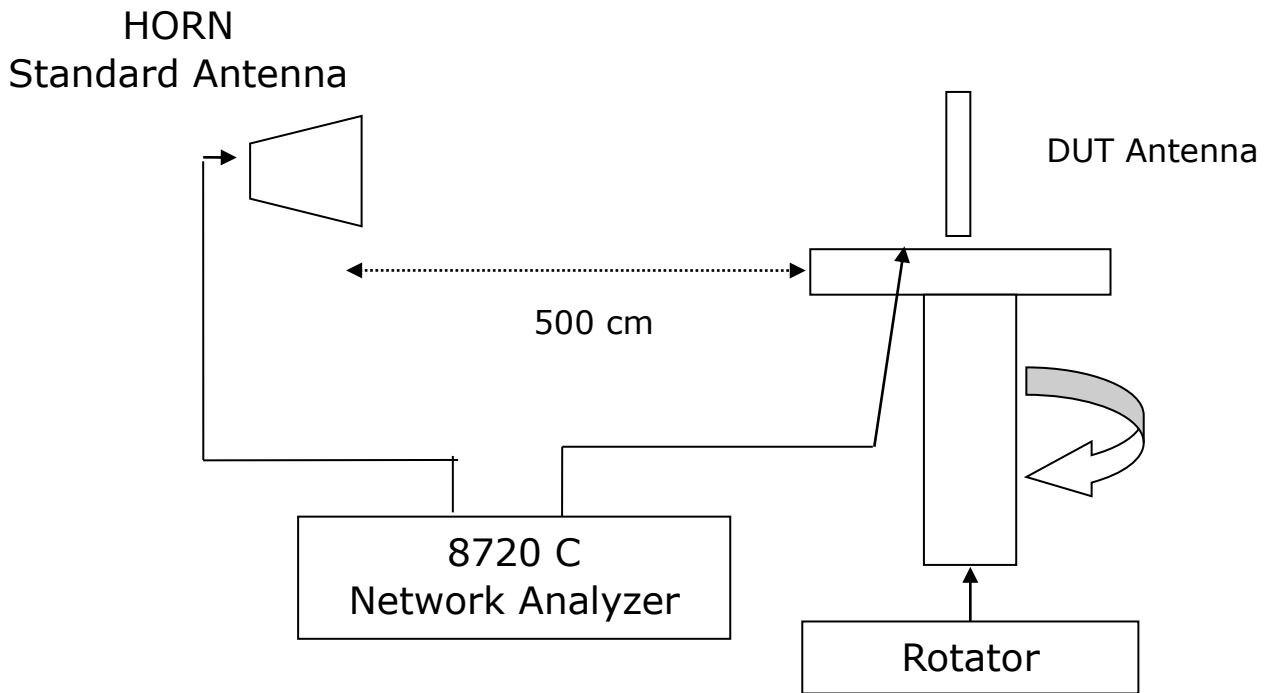 HORN
Standard Antenna
DUT Antenna
500 cm
8720 C
Network Analyzer
Rotator